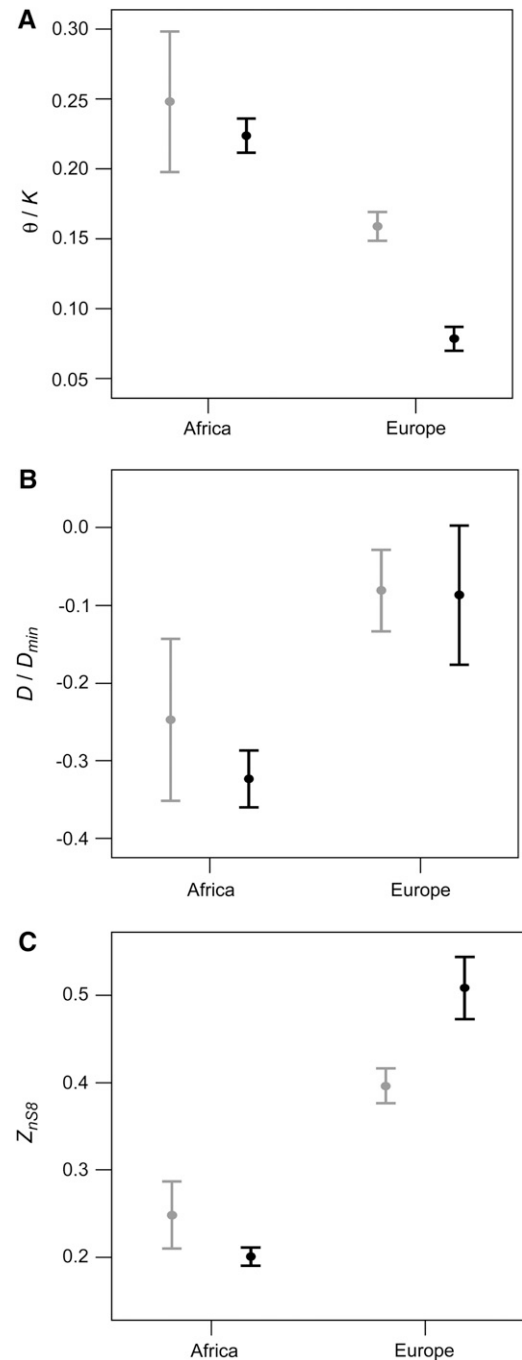 A
0.30
0.25
0.20
0.15
0.10
0.05
θ / K
Africa Europe
B
0.0
-0.1
-0.2
-0.3
-0.4
D / Dmin
Africa Europe
C
0.5
0.4
0.3
0.2
ZnS8
Africa Europe